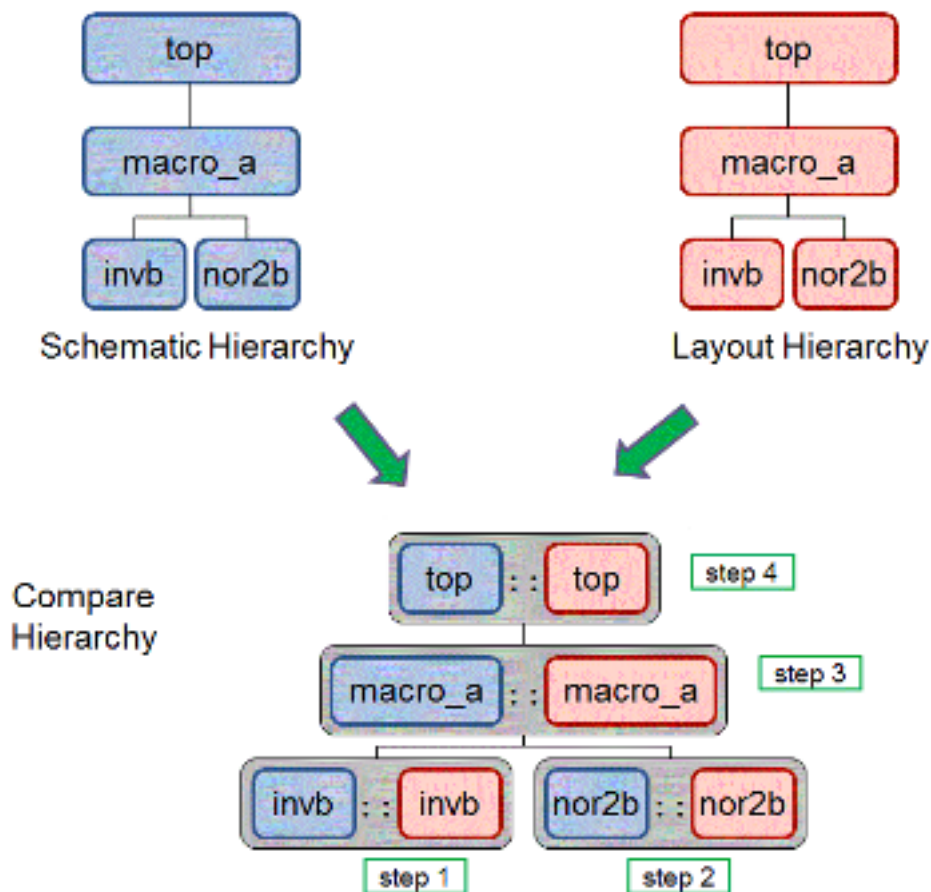 top
macro_a
invb nor2b
Schematic Hierarchy
top
macro_a
invb nor2b
Layout Hierarchy
Compare
Hierarchy
top : : top
step 4
macro_a : : macro_a
step 3
invb : : invb
nor2b : : nor2b
step 1
step 2